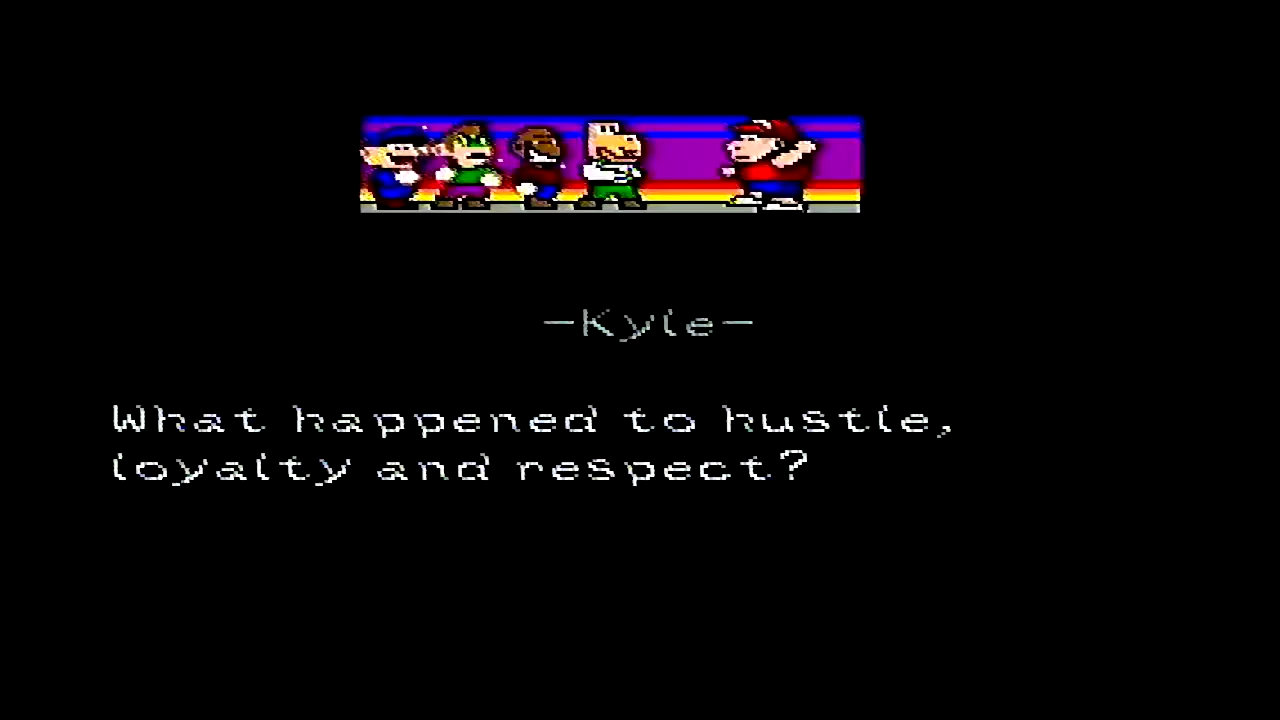 -Kyle-
What happened to hustle,
loyalty and respect?